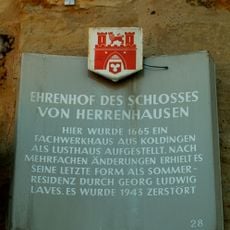 EHRENHOF DES SCHLOSSES
VON HERRENHAUSEN
HIER WURDE 1665 EIN
FACHWERKHAUS AUS KOLDINGEN
ALS LUSTHAUS AUFGESTELLT. NACH
MEHRFACHEN ÄNDERUNGEN ERHIELT ES
SEINE LETZTE FORM ALS SOMMER-
RESIDENZ DURCH GEORG LUDWIG
LAVES. ES WURDE 1943 ZERSTÖRT
28